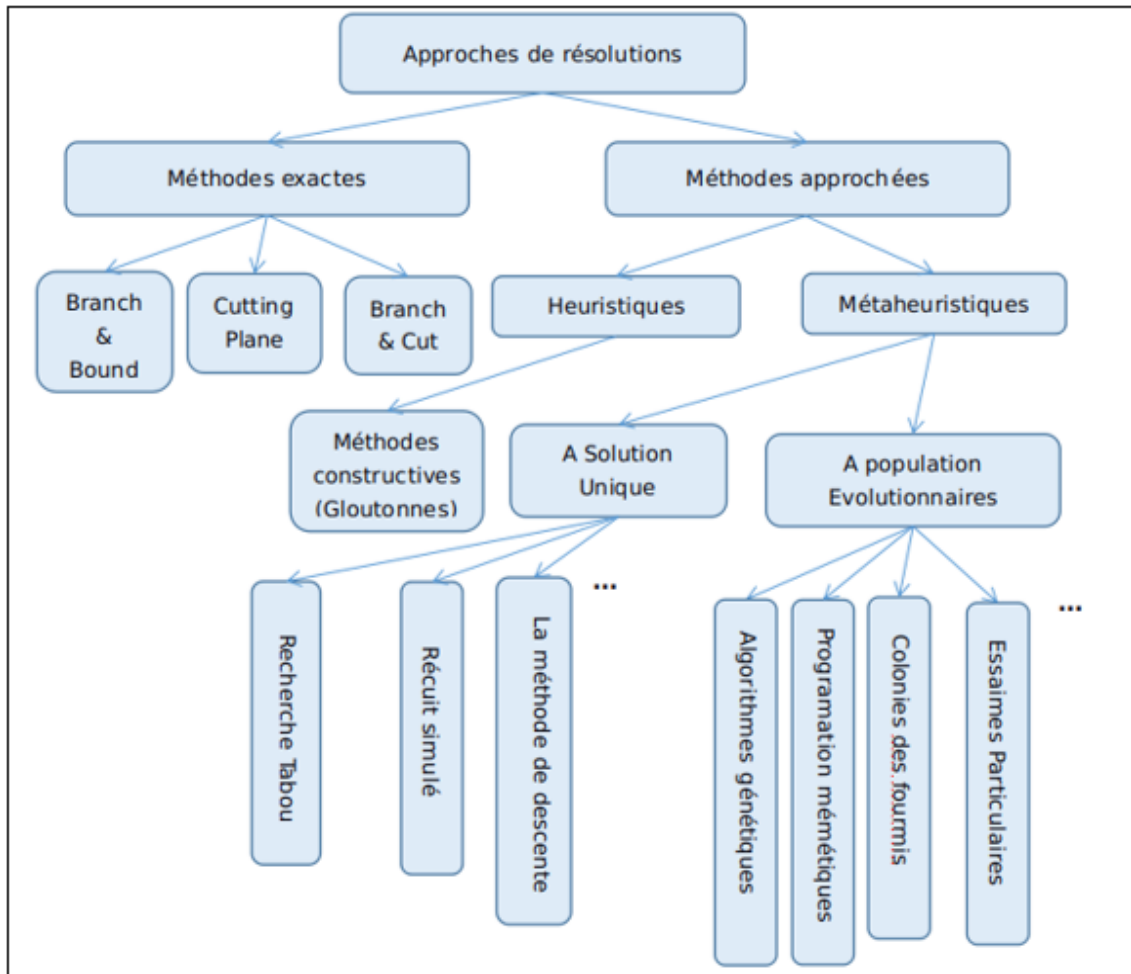 Approches de résolutions
Méthodes exactes
Méthodes approchées
Branch
&
Bound
Cutting
Plane
Branch
& Cut
Heuristiques
Métaheuristiques
Méthodes
constructives
(Gloutonnes)
A Solution
Unique
A population
Evolutionnaires
Recherche Tabou
Récuit simulé
La méthode de descente
...
Algorithmes génétiques
Programation mémétiques
Colonies des fourmis
Essaimes Particulaires
...